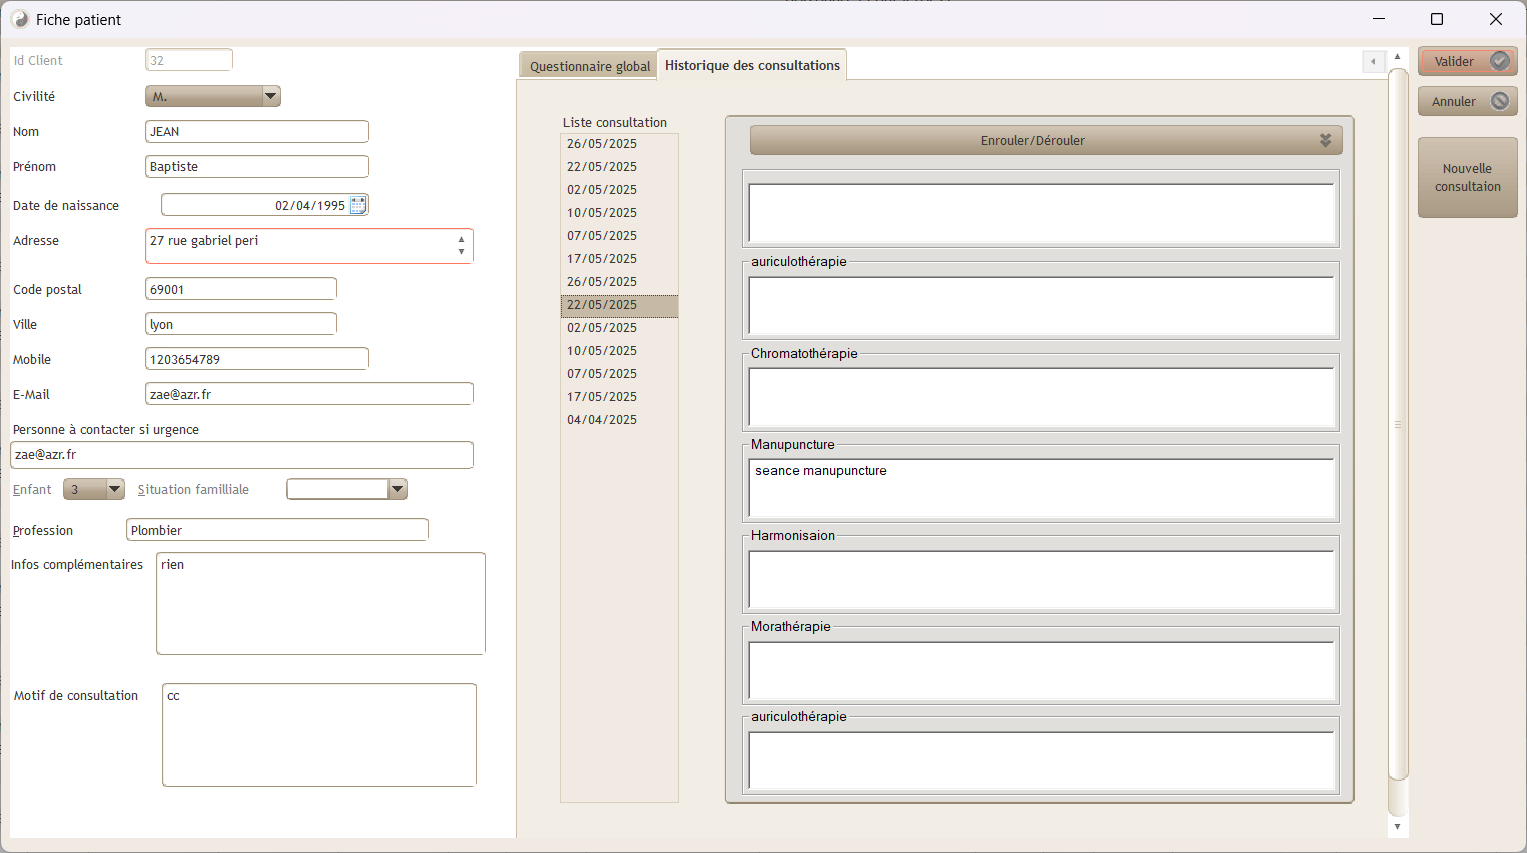 Fiche patient
Id Client 32
Civilité M.
Nom JEAN
Prénom Baptiste
Date de naissance 02/04/1995
Adresse 27 rue gabriel peri
Code postal 69001
Ville lyon
Mobile 1203654789
E-Mail zae@azr.fr
Personne à contacter si urgence
zae@azr.fr
Enfant 3 Situation familliale
Profession Plombier
Infos complémentaires rien
Motif de consultation cc
Questionnaire global Historique des consultations
Liste consultation
26/05/2025
22/05/2025
02/05/2025
10/05/2025
07/05/2025
17/05/2025
26/05/2025
22/05/2025
02/05/2025
10/05/2025
07/05/2025
17/05/2025
04/04/2025
Enrouler/Dérouler
auriculothérapie
Chromatothérapie
Manupuncture
seance manupuncture
Harmonisaion
Morathérapie
auriculothérapie
Valider
Annuler
Nouvelle
consultaion